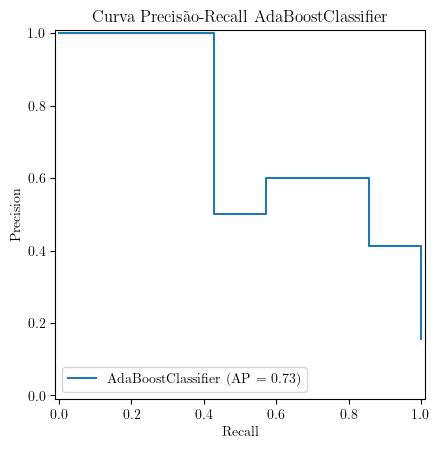 Curva Precisão-Recall AdaBoostClassifier
1.0
0.8
0.6
0.4
0.2
0.0
Precision
AdaBoostClassifier (AP = 0.73)
0.0 0.2 0.4 0.6 0.8 1.0
Recall